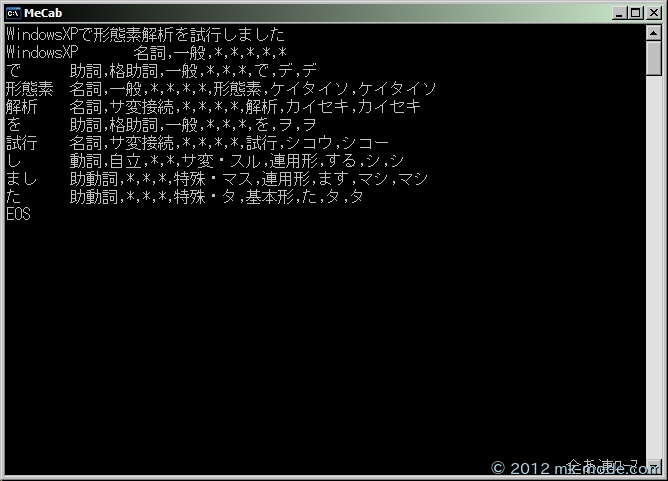 MeCab
WindowsXPで形態素解析を試行しました
WindowsXP 名詞,一般,*,*,*,*,*
で 助詞,格助詞,一般,*,*,*,で,デ,デ
形態素 名詞,一般,*,*,*,*,形態素,ケイタイソ,ケイタイソ
解析 名詞,サ変接続,*,*,*,*,解析,カイセキ,カイセキ
を 助詞,格助詞,一般,*,*,*,を,ヲ,ヲ
試行 名詞,サ変接続,*,*,*,*,試行,シコウ,シコー
し 動詞,自立,*,*,サ変・スル,連用形,する,シ,シ
まし 助動詞,*,*,*,特殊・マス,連用形,ます,マシ,マシ
た 助動詞,*,*,*,特殊・タ,基本形,た,タ,タ
EOS
© 2012 mk-mode.com